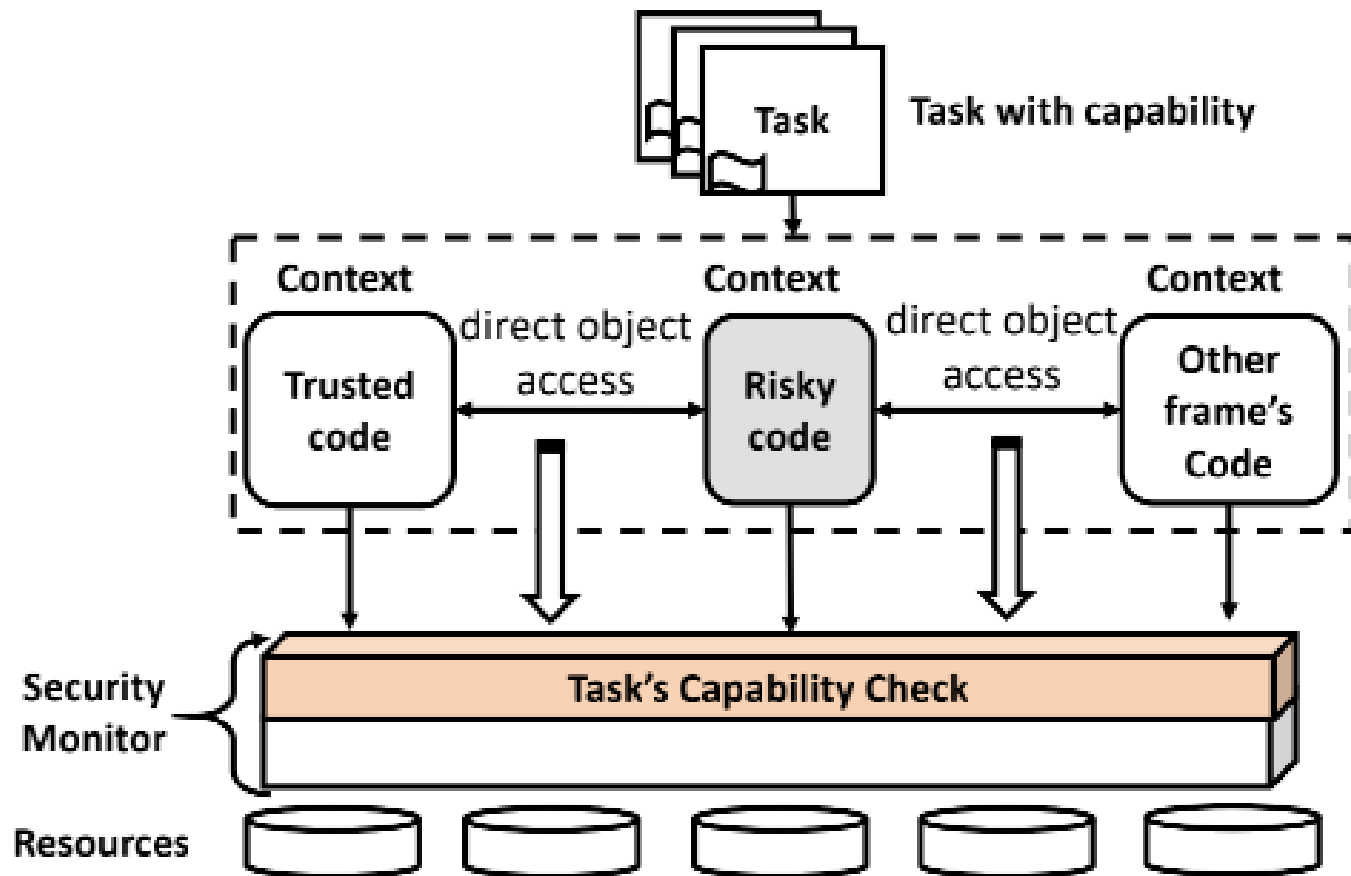 Task
Task with capability
Context
Context
Context
direct object
access
direct object
access
Trusted
code
Risky
code
Other
frame's
Code
Security
Monitor
Task's Capability Check
Resources